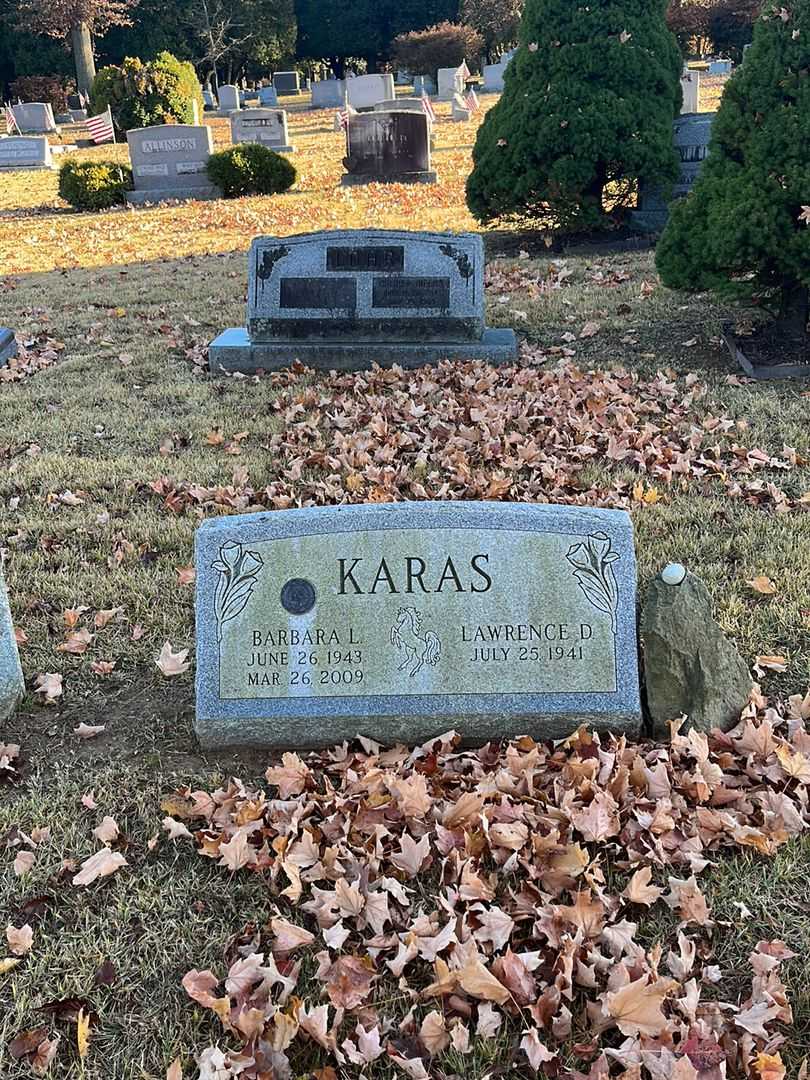 ALLINSON
KARAS
BARBARA L.
JUNE 26, 1943
MAR. 26, 2009
LAWRENCE D.
JULY 25, 1941